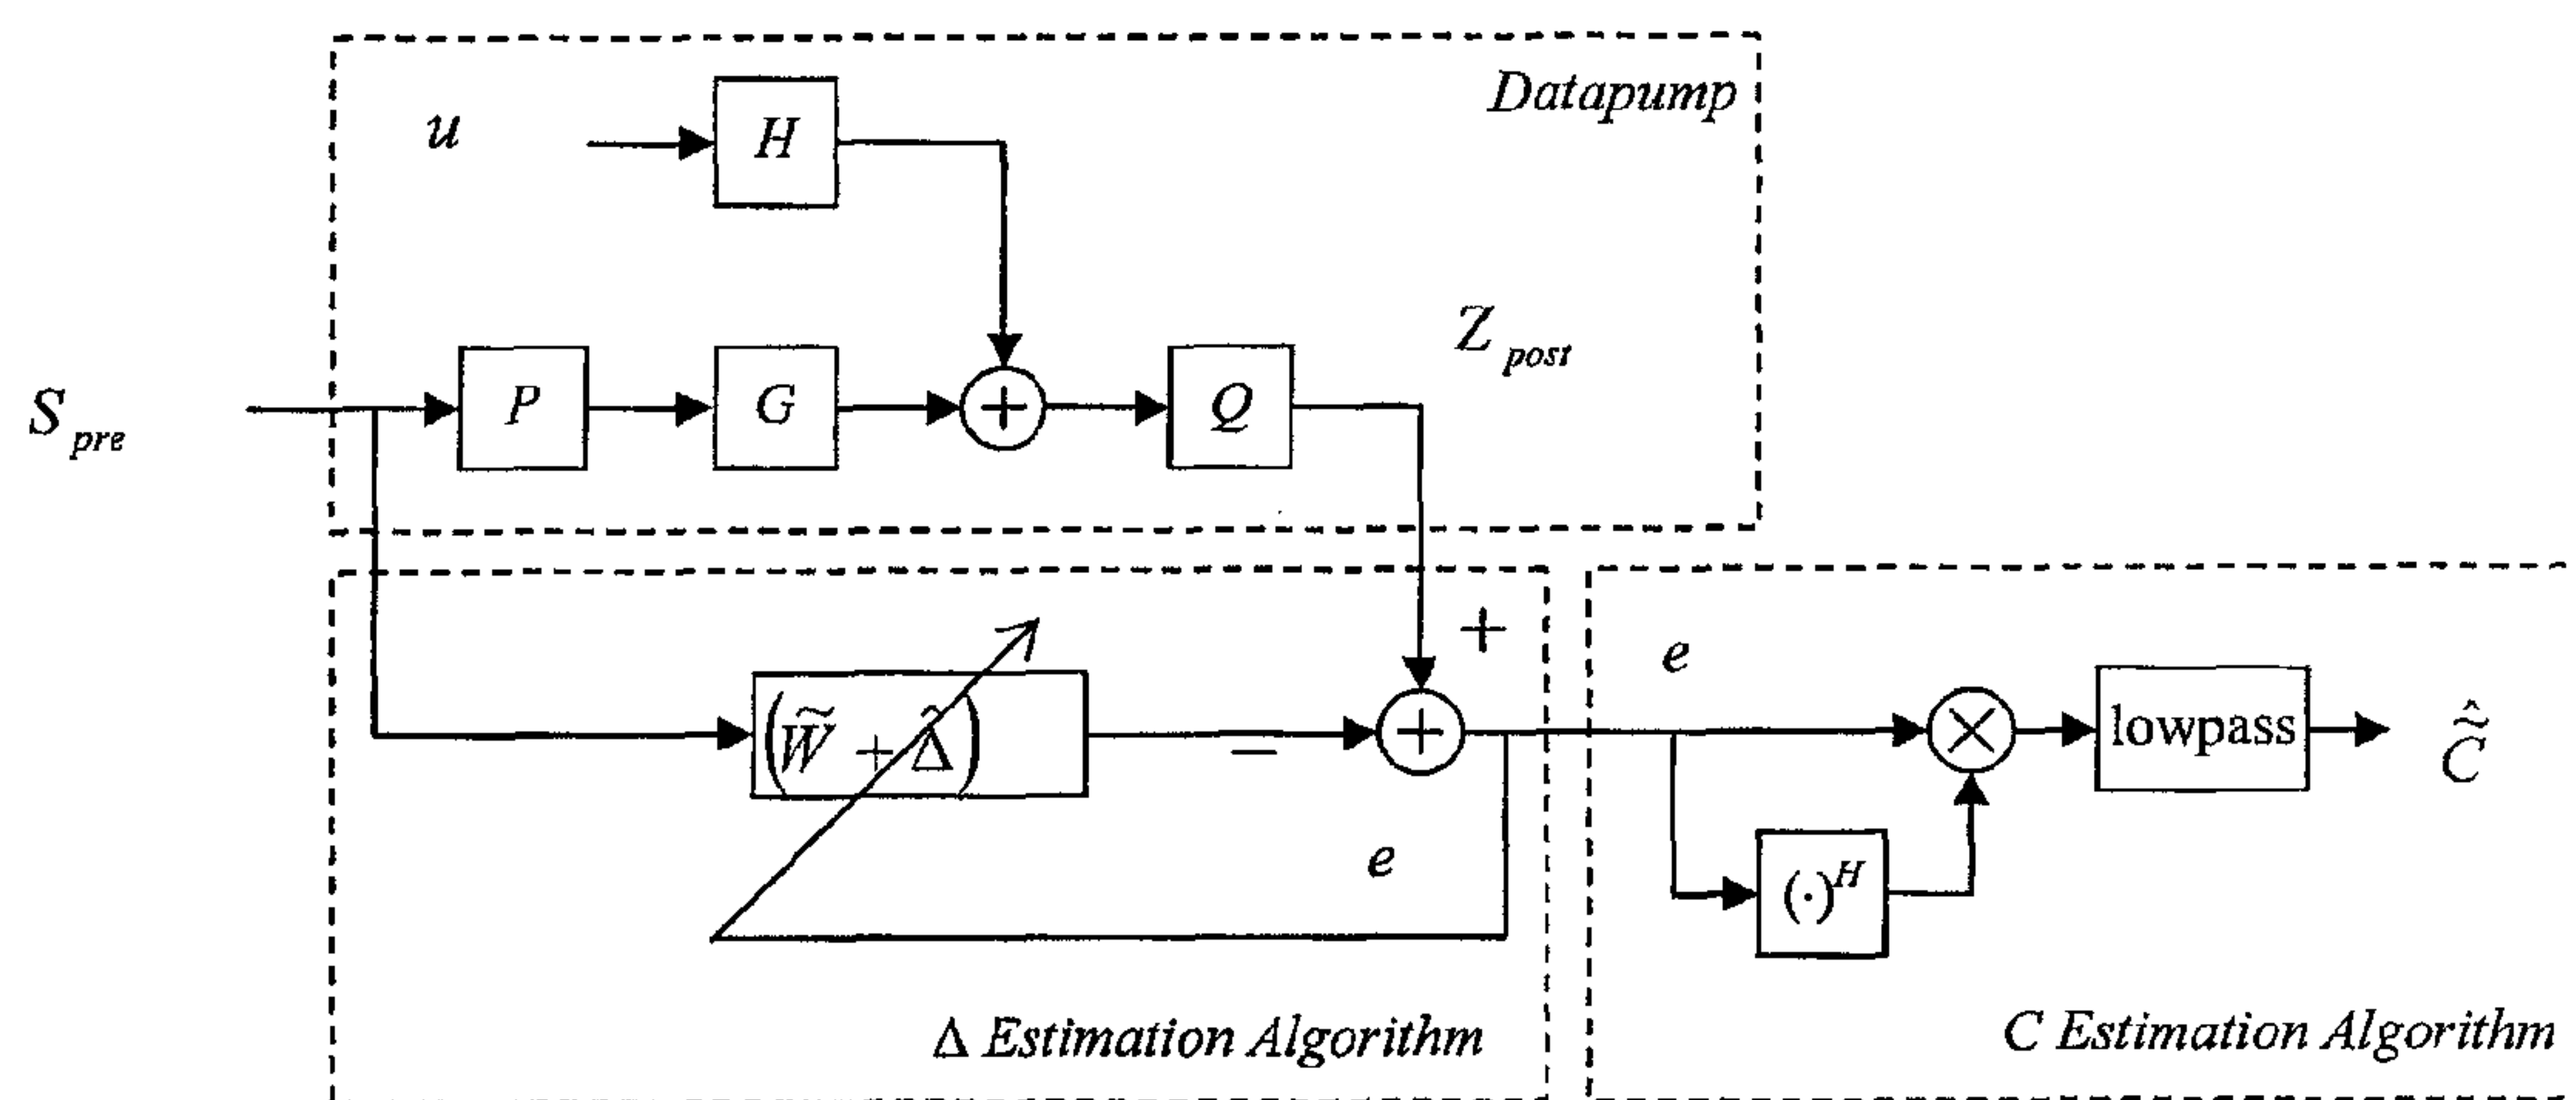 Datapump
u
H
Z post
S pre
P
G
+
Q
+
e
(W̃ + Δ̂)
−
+
×
lowpass
Ĉ̃
e
(·)^H
Δ Estimation Algorithm
C Estimation Algorithm